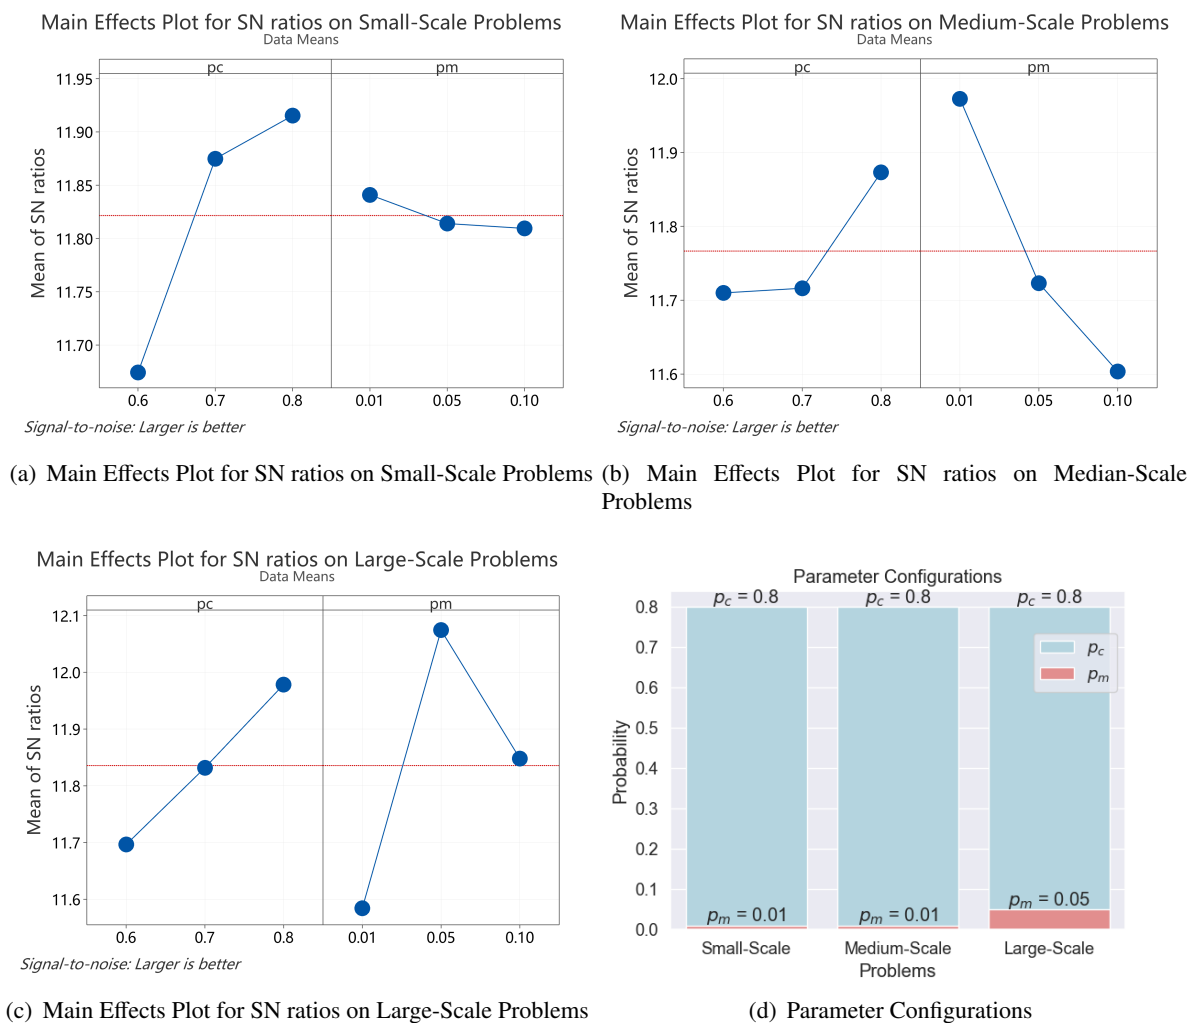 Main Effects Plot for SN ratios on Small-Scale Problems
Data Means
pc
pm
Mean of SN ratios
11.95
11.90
11.85
11.80
11.75
11.70
0.6 0.7 0.8 0.01 0.05 0.10
Signal-to-noise: Larger is better
(a) Main Effects Plot for SN ratios on Small-Scale Problems
Main Effects Plot for SN ratios on Medium-Scale Problems
Data Means
pc
pm
Mean of SN ratios
12.0
11.9
11.8
11.7
11.6
0.6 0.7 0.8 0.01 0.05 0.10
Signal-to-noise: Larger is better
(b) Main Effects Plot for SN ratios on Median-Scale
Problems
Main Effects Plot for SN ratios on Large-Scale Problems
Data Means
pc
pm
Mean of SN ratios
12.1
12.0
11.9
11.8
11.7
11.6
0.6 0.7 0.8 0.01 0.05 0.10
Signal-to-noise: Larger is better
(c) Main Effects Plot for SN ratios on Large-Scale Problems
Parameter Configurations
p_c = 0.8 p_c = 0.8 p_c = 0.8
p_c
p_m
Probability
0.8
0.7
0.6
0.5
0.4
0.3
0.2
0.1
0.0
p_m = 0.01 p_m = 0.01 p_m = 0.05
Small-Scale Medium-Scale Large-Scale
Problems
(d) Parameter Configurations